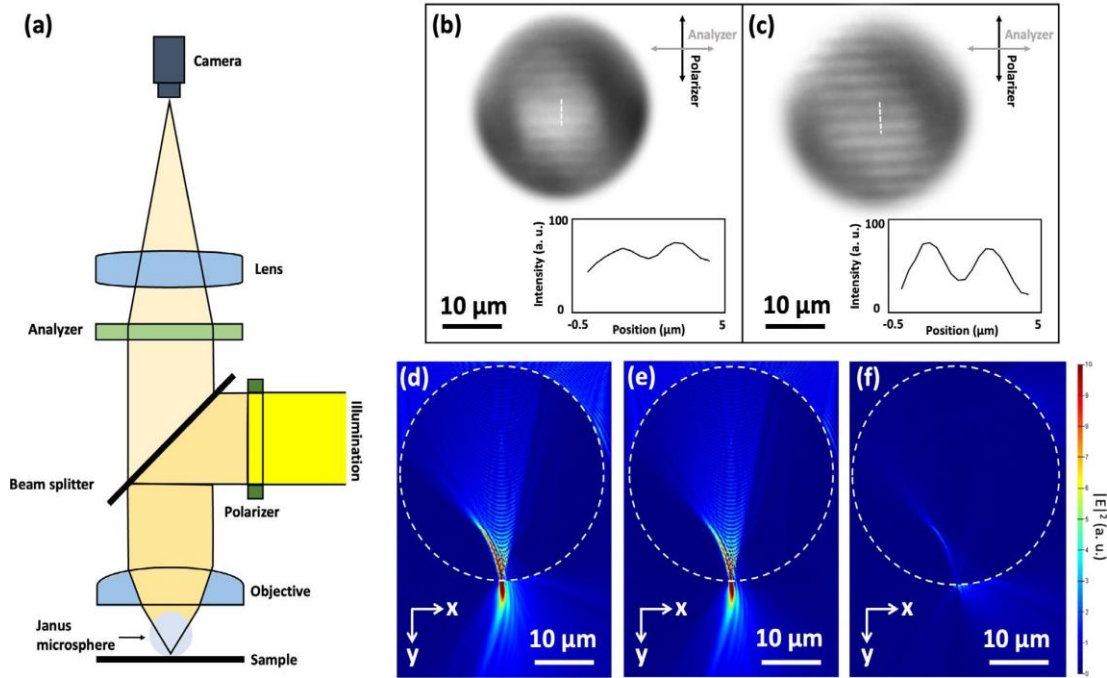 (a)
Camera
Lens
Analyzer
Illumination
Beam splitter
Polarizer
Objective
Janus
microsphere
Sample
(b)
Analyzer
Polarizer
100
Intensity (a. u.)
0
-0.5
5
Position (μm)
10 μm
(c)
Analyzer
Polarizer
100
Intensity (a. u.)
0
-0.5
5
Position (μm)
10 μm
(d)
x
y
10 μm
(e)
x
y
10 μm
(f)
x
y
10 μm
10
9
8
7
6
5
4
3
2
1
0
|E|² (a. u.)